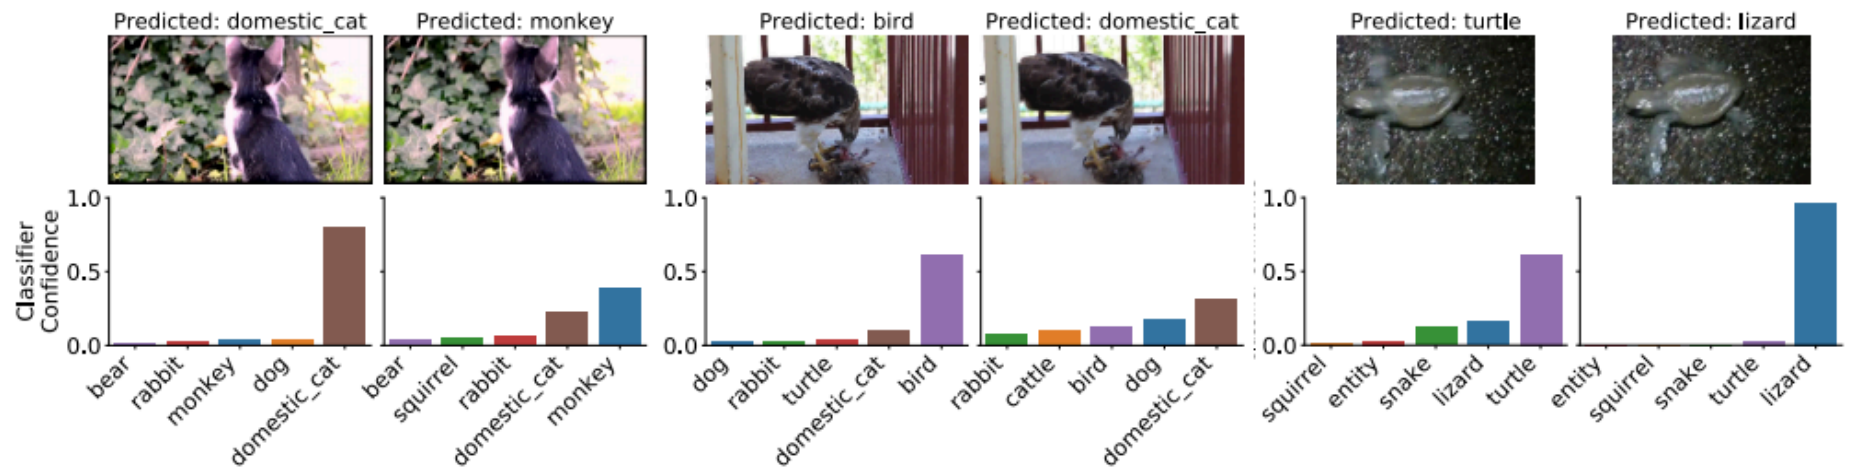 Predicted: domestic_cat
Predicted: monkey
Predicted: bird
Predicted: domestic_cat
Predicted: turtle
Predicted: lizard
Classifier
Confidence
1.0
0.5
0.0
bear
rabbit
monkey
dog
domestic_cat
bear
squirrel
rabbit
domestic_cat
monkey
1.0
0.5
0.0
dog
rabbit
turtle
domestic_cat
bird
rabbit
cattle
bird
dog
domestic_cat
1.0
0.5
0.0
squirrel
entity
snake
lizard
turtle
entity
squirrel
snake
turtle
lizard